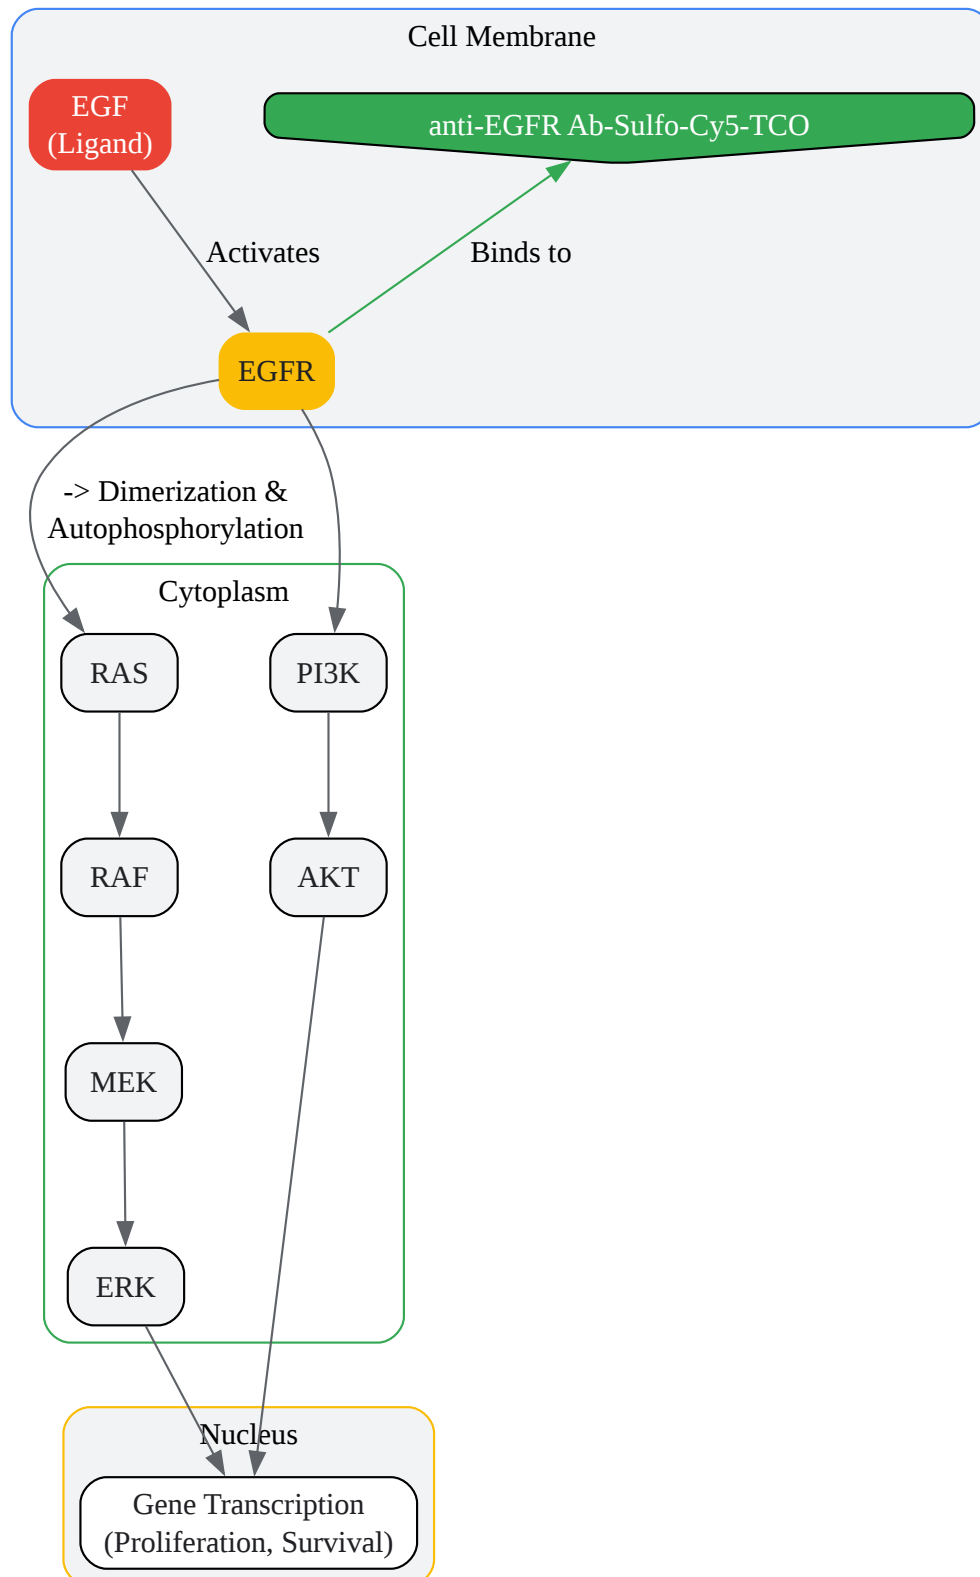 Cell Membrane
EGF
(Ligand)
anti-EGFR Ab-Sulfo-Cy5-TCO
Activates
Binds to
EGFR
-> Dimerization &
Autophosphorylation
Cytoplasm
RAS
PI3K
RAF
AKT
MEK
ERK
Nucleus
Gene Transcription
(Proliferation, Survival)